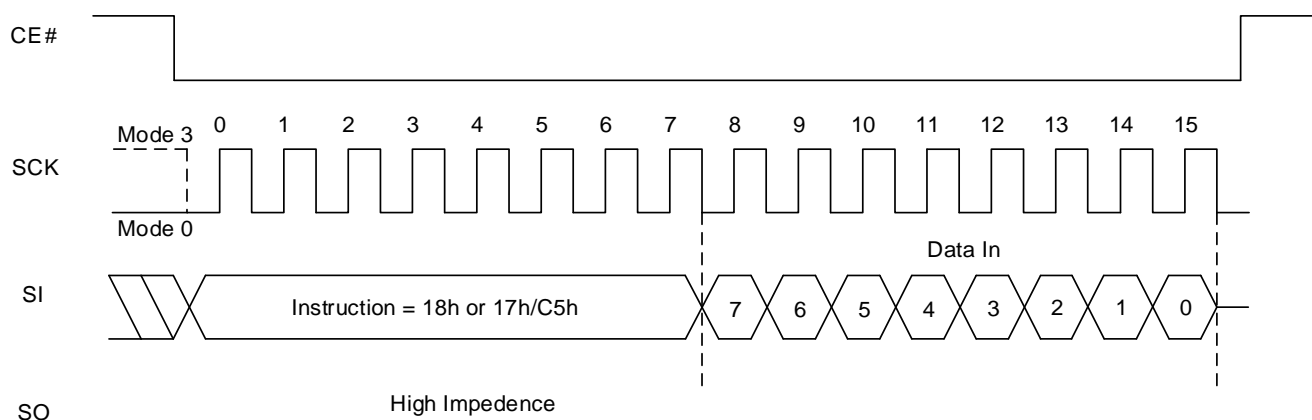 CE#
0 1 2 3 4 5 6 7 8 9 10 11 12 13 14 15
Mode 3
SCK
Mode 0
Data In
SI
Instruction = 18h or 17h/C5h
7 6 5 4 3 2 1 0
High Impedence
SO